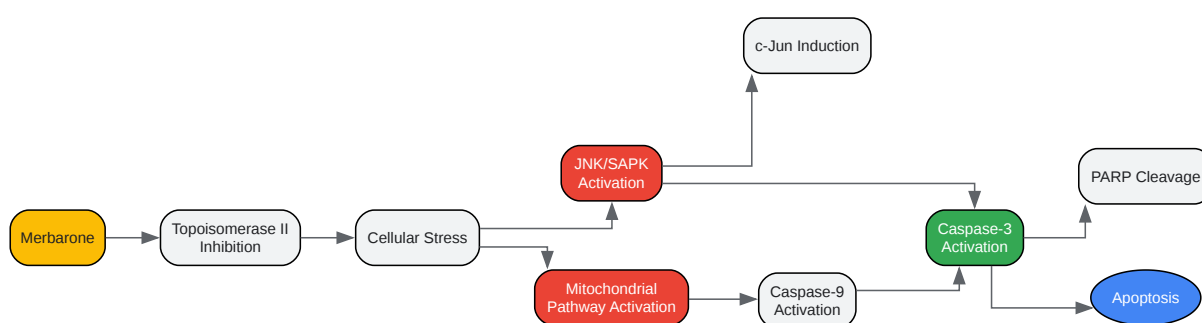 Merbarone
Topoisomerase II
Inhibition
Cellular Stress
JNK/SAPK
Activation
Mitochondrial
Pathway Activation
c-Jun Induction
Caspase-9
Activation
Caspase-3
Activation
PARP Cleavage
Apoptosis